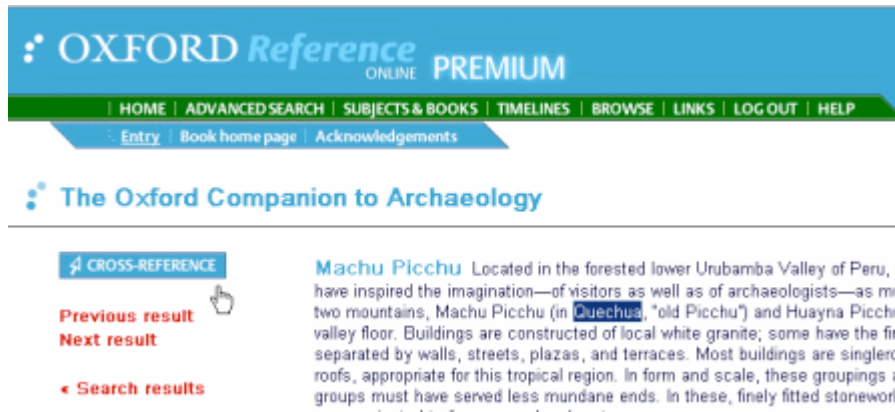 OXFORD Reference
ONLINE PREMIUM
| HOME | ADVANCED SEARCH | SUBJECTS & BOOKS | TIMELINES | BROWSE | LINKS | LOG OUT | HELP
Entry | Book home page | Acknowledgements
The Oxford Companion to Archaeology
CROSS-REFERENCE
Previous result
Next result
« Search results
Machu Picchu Located in the forested lower Urubamba Valley of Peru,
have inspired the imagination—of visitors as well as of archaeologists—as
two mountains, Machu Picchu (in Quechua, "old Picchu") and Huayna
valley floor. Buildings are constructed of local white granite; some have the
separated by walls, streets, plazas, and terraces. Most buildings are
roofs, appropriate for this tropical region. In form and scale, these groupings
groups must have served less mundane ends. In these, finely fitted